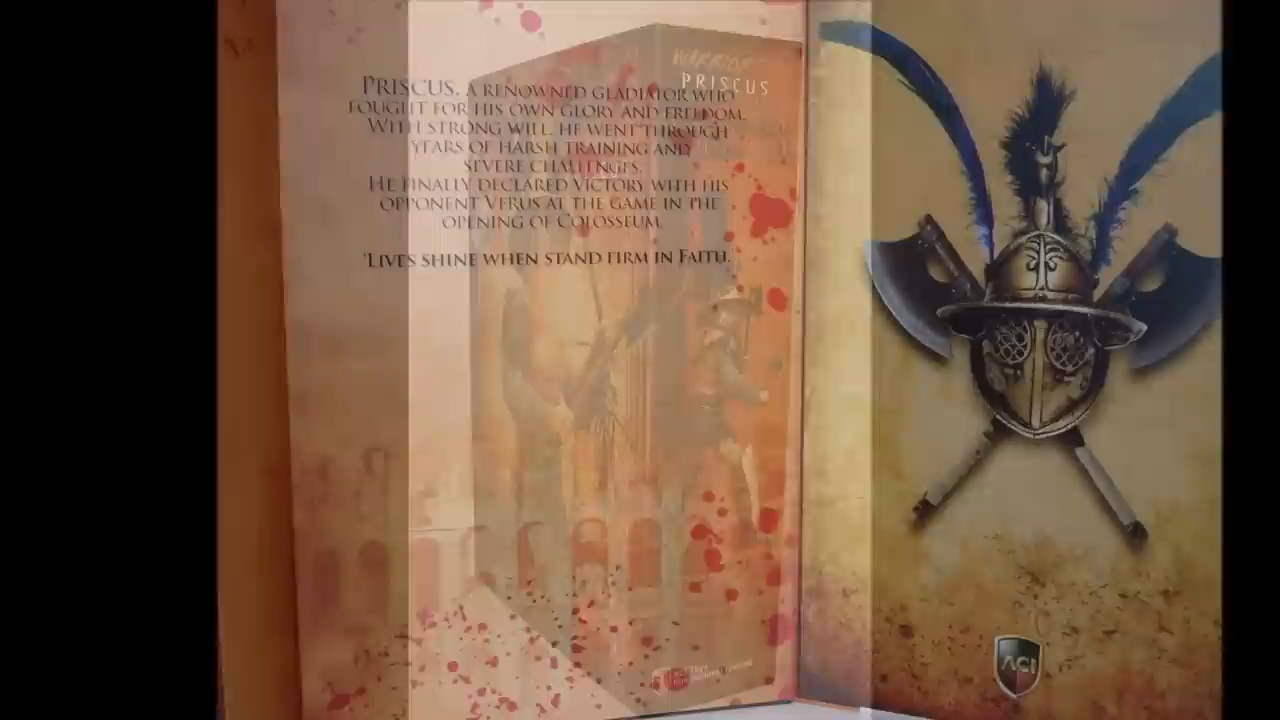 WARRIORS
PRISCUS
PRISCUS, A RENOWNED GLADIATOR WHO
FOUGHT FOR HIS OWN GLORY AND FREEDOM.
WITH STRONG WILL, HE WENT THROUGH
YEARS OF HARSH TRAINING AND
SEVERE CHALLENGES.
HE FINALLY DECLARED VICTORY WITH HIS
OPPONENT VERUS AT THE GAME IN THE
OPENING OF COLOSSEUM.
'LIVES SHINE WHEN STAND FIRM IN FAITH.
ACI